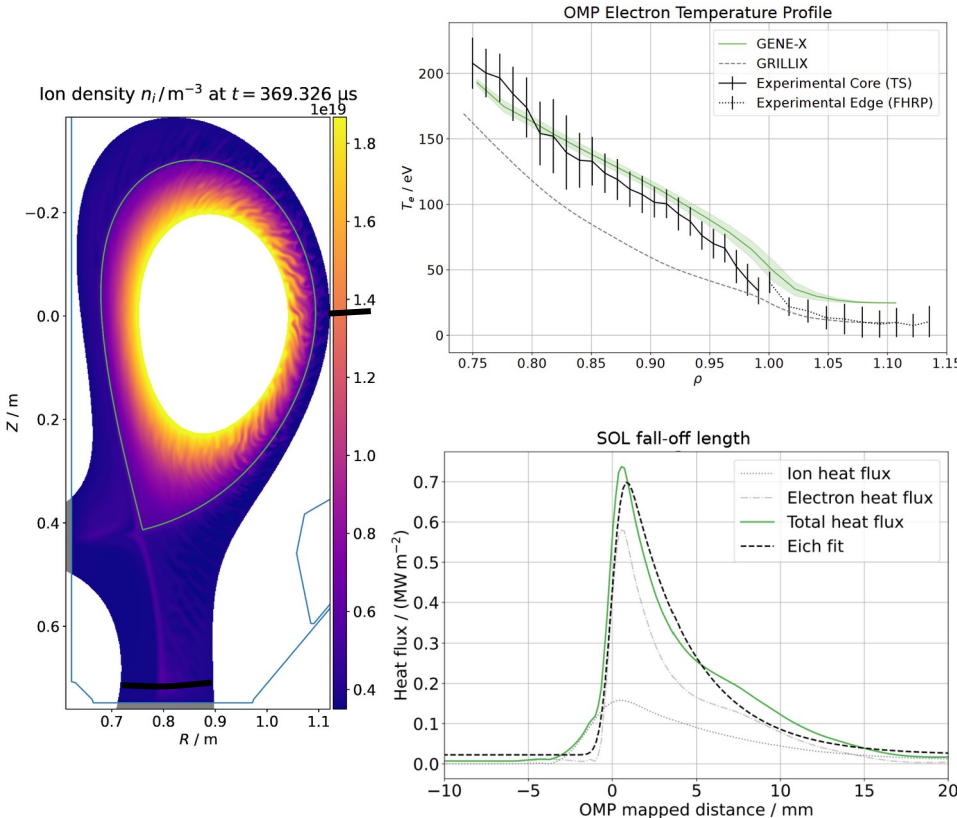 Ion density n_i / m⁻³ at t = 369.326 µs
1e19
−0.2
0.0
0.2
0.4
0.6
Z / m
0.7
0.8
0.9
1.0
1.1
R / m
1.8
1.6
1.4
1.2
1.0
0.8
0.6
0.4
OMP Electron Temperature Profile
GENE-X
GRILLIX
Experimental Core (TS)
Experimental Edge (FHRP)
200
150
100
50
0
T_e / eV
0.75
0.80
0.85
0.90
0.95
1.00
1.05
1.10
1.15
ρ
SOL fall-off length
Ion heat flux
Electron heat flux
Total heat flux
Eich fit
0.7
0.6
0.5
0.4
0.3
0.2
0.1
0.0
Heat flux / (MW m⁻²)
−10
−5
0
5
10
15
20
OMP mapped distance / mm